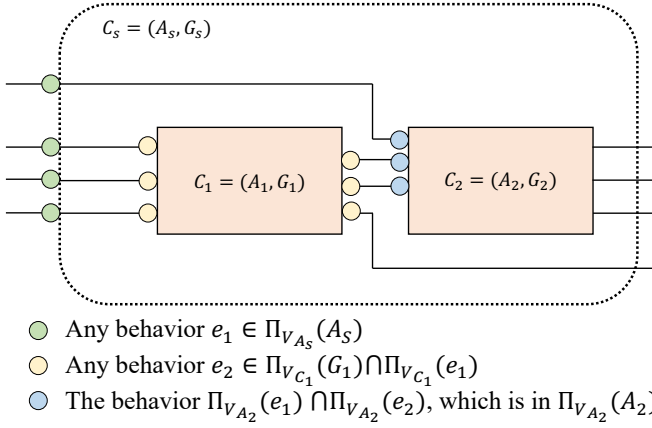 C_s = (A_s, G_s)
C_1 = (A_1, G_1)
C_2 = (A_2, G_2)
Any behavior e_1 ∈ Π_{V_{A_s}}(A_S)
Any behavior e_2 ∈ Π_{V_{C_1}}(G_1)⋂Π_{V_{C_1}}(e_1)
The behavior Π_{V_{A_2}}(e_1) ⋂Π_{V_{A_2}}(e_2), which is in Π_{V_{A_2}}(A_2)